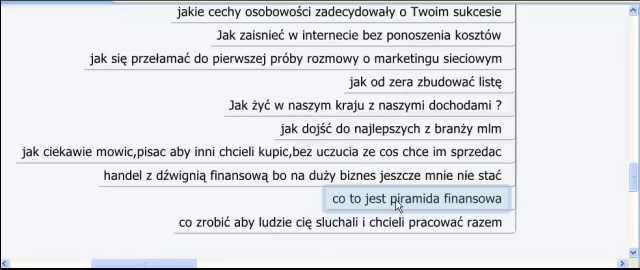 jakie cechy osobowości zadecydowały o Twoim sukcesie
Jak zaisnieć w internecie bez ponoszenia kosztów
jak się przełamać do pierwszej próby rozmowy o marketingu sieciowym
jak od zera zbudować listę
Jak żyć w naszym kraju z naszymi dochodami ?
jak dojść do najlepszych z branży mlm
jak ciekawie mowic,pisac aby inni chcieli kupic,bez uczucia ze cos chce im sprzedac
handel z dźwignią finansową bo na duży biznes jeszcze mnie nie stać
co to jest piramida finansowa
co zrobić aby ludzie cię sluchali i chcieli pracować razem